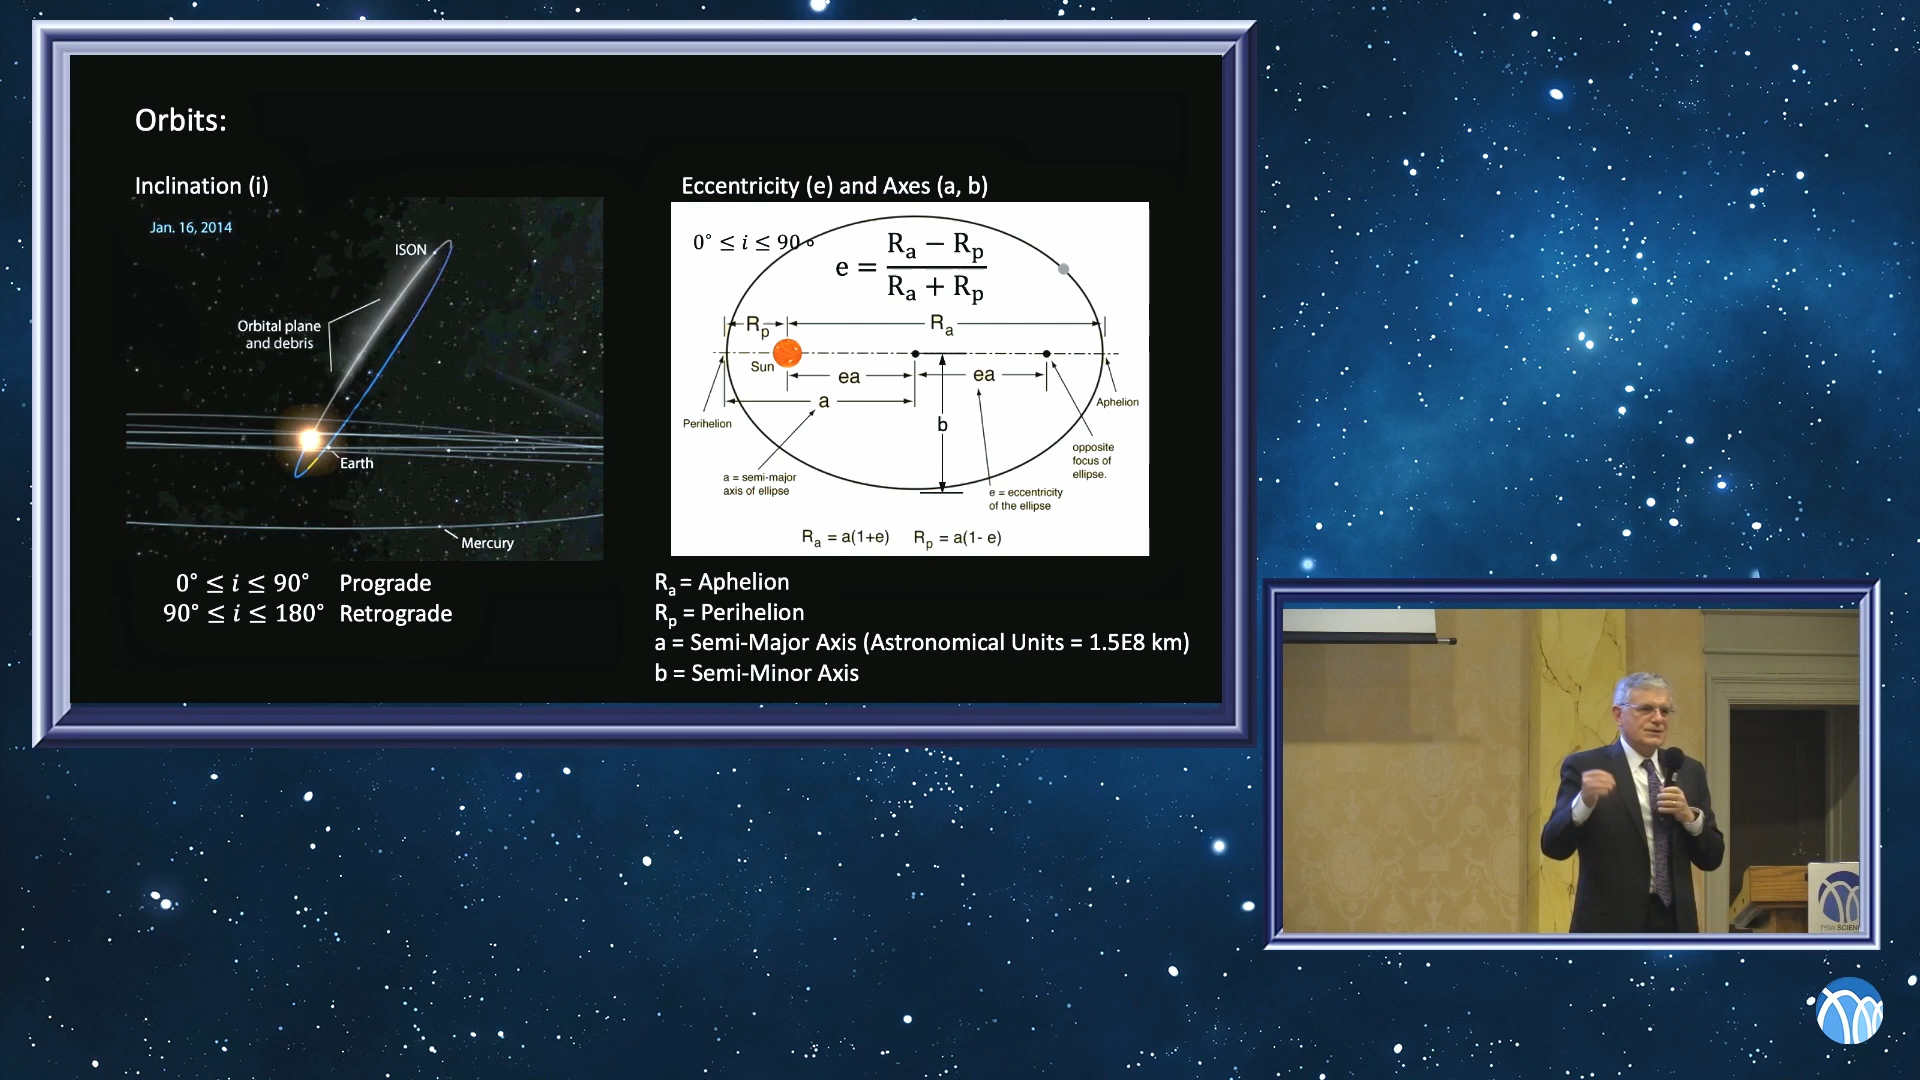 Orbits:
Inclination (i)
Jan. 16, 2014
ISON
Orbital plane
and debris
Earth
Mercury
0° ≤ i ≤ 90° Prograde
90° ≤ i ≤ 180° Retrograde
Eccentricity (e) and Axes (a, b)
0° ≤ i ≤ 90°
e = (Rₐ − Rₚ) / (Rₐ + Rₚ)
Rₚ
Rₐ
Sun
ea
ea
a
b
Perihelion
Aphelion
opposite
focus of
ellipse.
a = semi-major
axis of ellipse
e = eccentricity
of the ellipse
Rₐ = a(1+e) Rₚ = a(1- e)
Rₐ = Aphelion
Rₚ = Perihelion
a = Semi-Major Axis (Astronomical Units = 1.5E8 km)
b = Semi-Minor Axis
PSW SCIEN